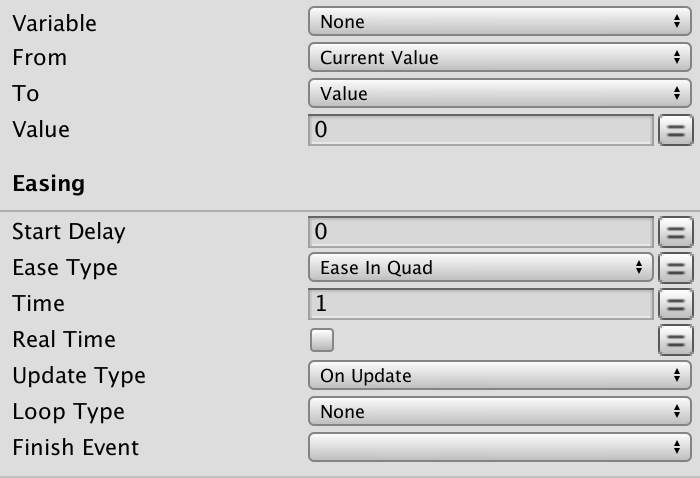 Variable None
From Current Value
To Value
Value 0
Easing
Start Delay 0
Ease Type Ease In Quad
Time 1
Real Time
Update Type On Update
Loop Type None
Finish Event